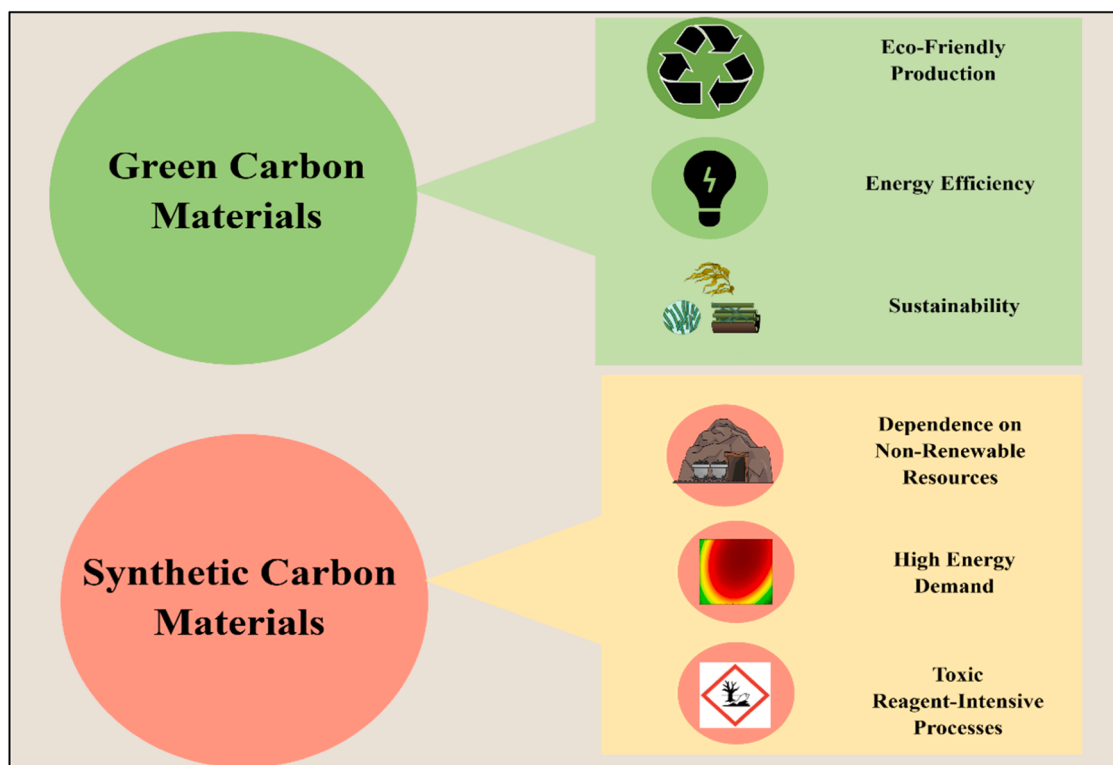 Green Carbon
Materials
Eco-Friendly
Production
Energy Efficiency
Sustainability
Synthetic Carbon
Materials
Dependence on
Non-Renewable
Resources
High Energy
Demand
Toxic
Reagent-Intensive
Processes